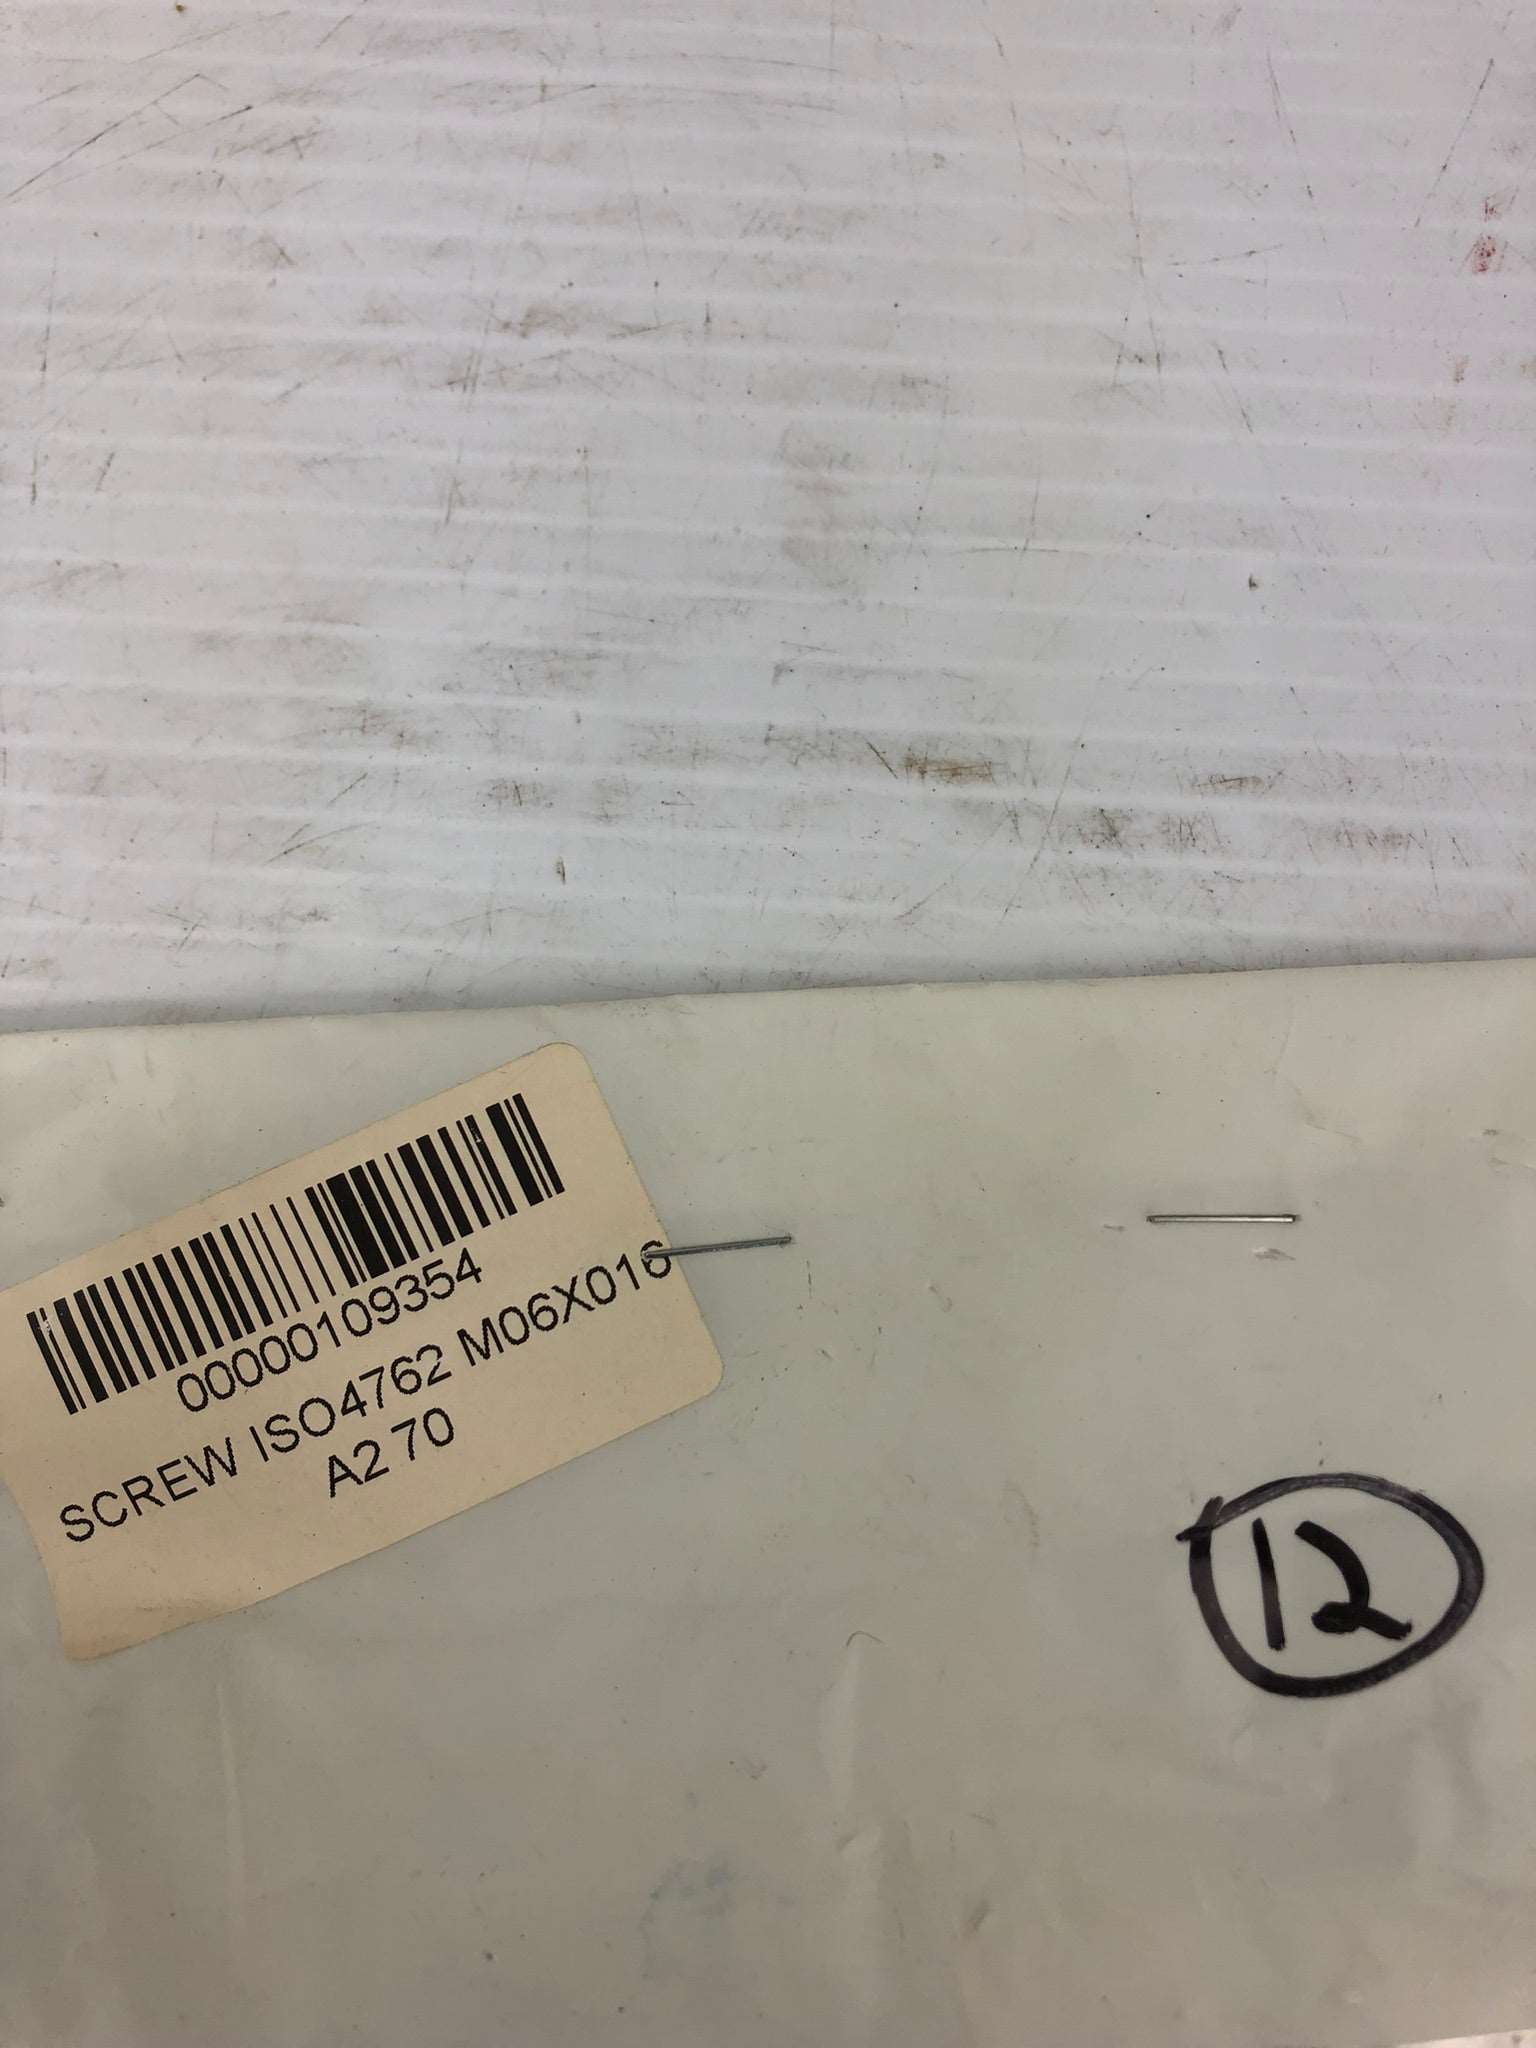 00000109354
SCREW ISO4762 M06X016
A2 70
12